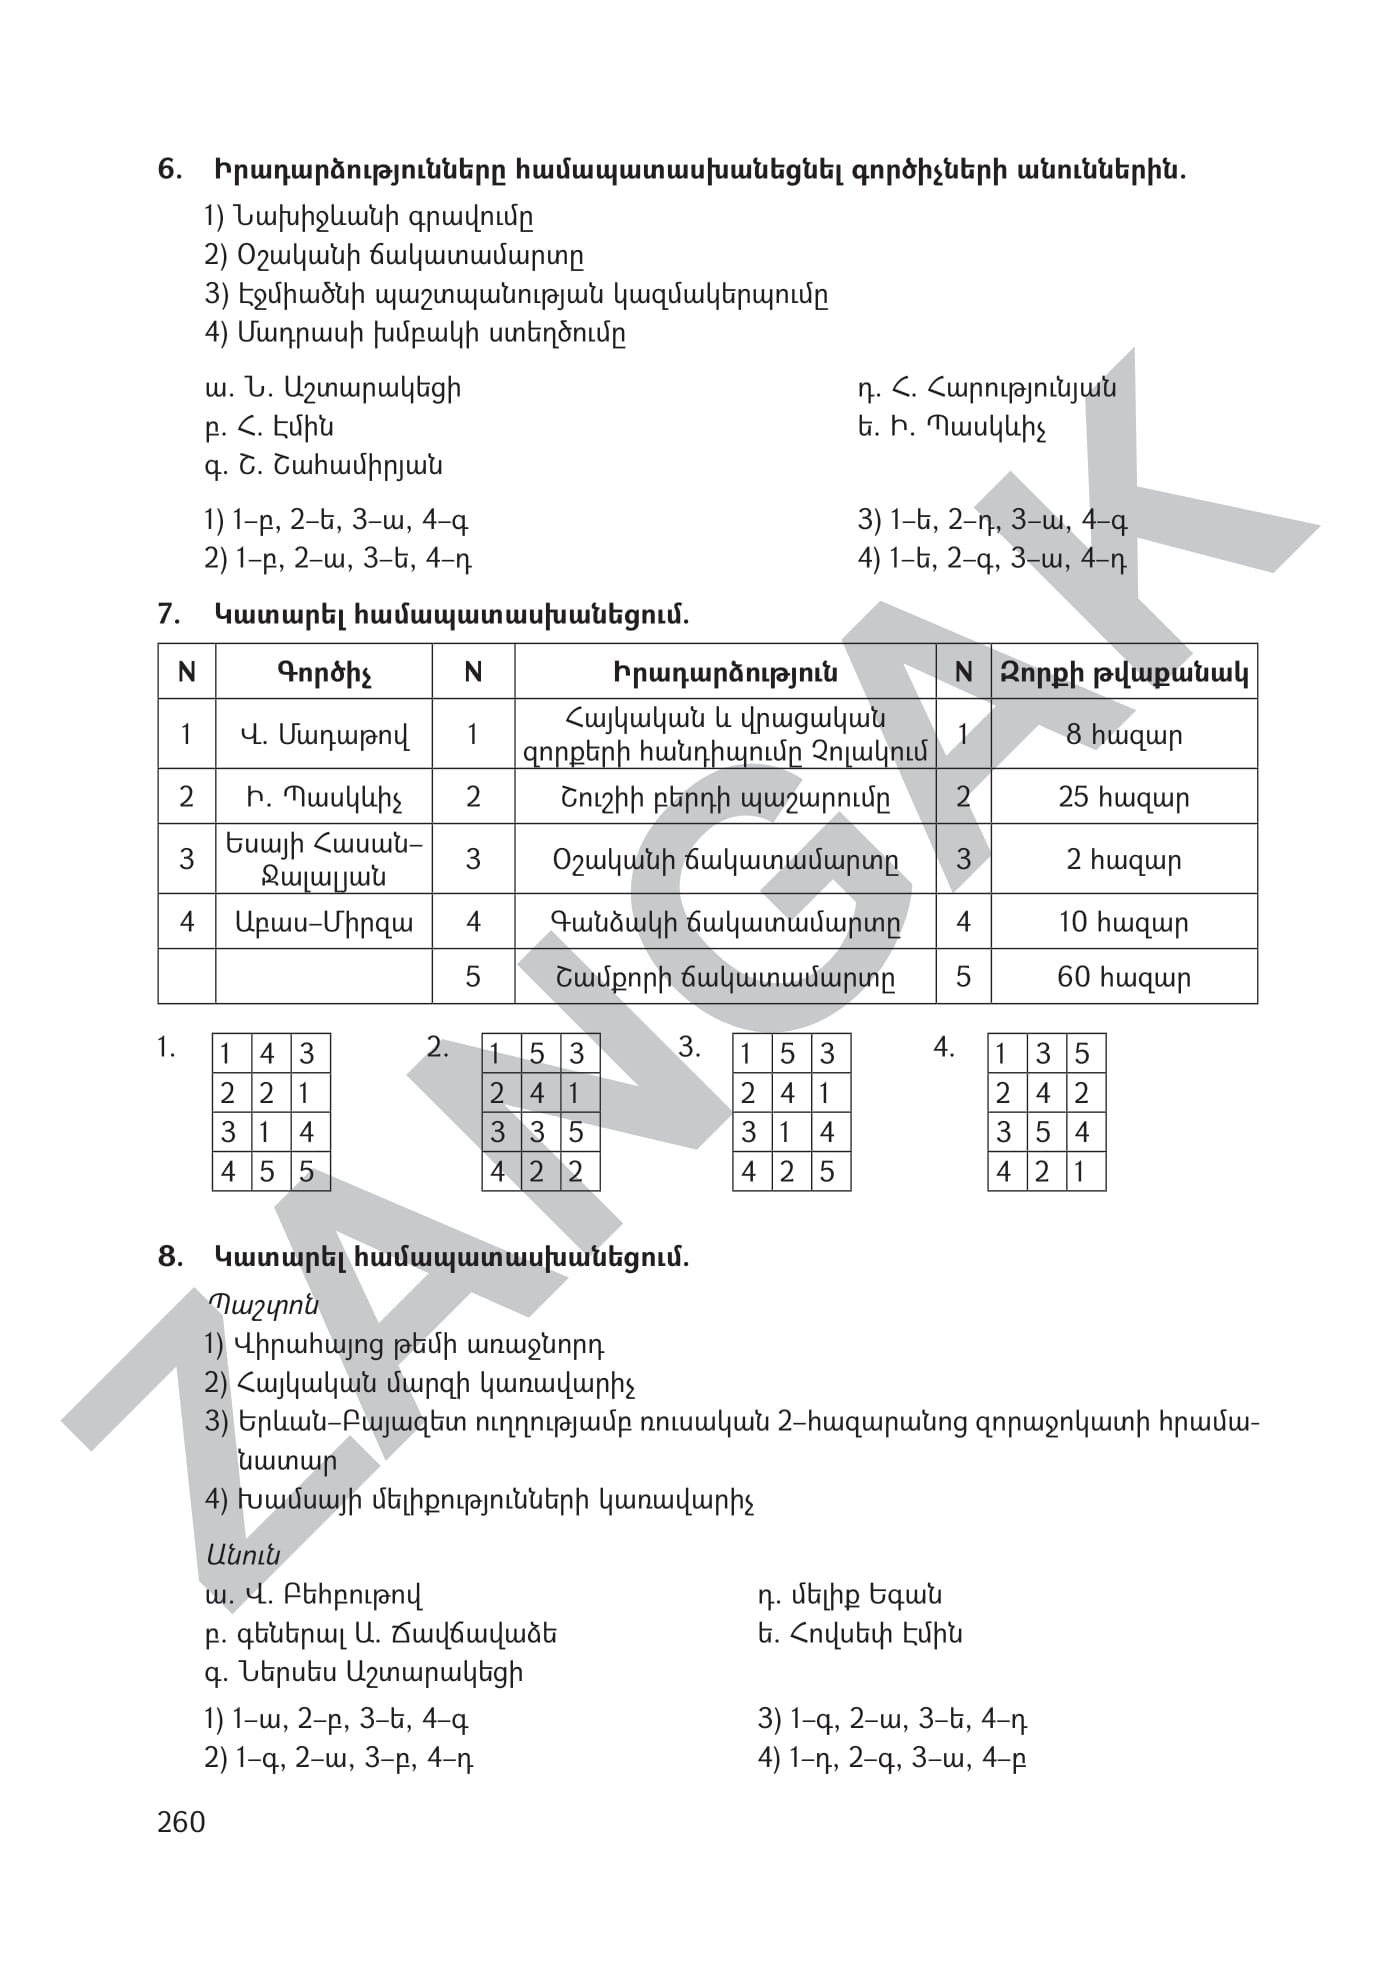 6. Իրադարձությունները համապատասխանեցնել գործիչների անուններին.
1) Նախիջևանի գրավումը
2) Օշականի ճակատամարտը
3) Էջմիածնի պաշտպանության կազմակերպումը
4) Մադրասի խմբակի ստեղծումը
ա. Ն. Աշտարակեցի
դ. Հ. Հարությունյան
բ. Հ. Էմին
ե. Ի. Պասկևիչ
գ. Շ. Շահամիրյան
1) 1–բ, 2–ե, 3–ա, 4–գ
3) 1–ե, 2–դ, 3–ա, 4–գ
2) 1–բ, 2–ա, 3–ե, 4–դ
4) 1–ե, 2–գ, 3–ա, 4–դ
7. Կատարել համապատասխանեցում.
N Գործիչ N Իրադարձություն N Զորքի թվաքանակ
1 Վ. Մադաթով 1 Հայկական և վրացական
զորքերի հանդիպումը Չոլակում 1 8 հազար
2 Ի. Պասկևիչ 2 Շուշիի բերդի պաշարումը 2 25 հազար
3 Եսայի Հասան–
Ջալալյան 3 Օշականի ճակատամարտը 3 2 հազար
4 Աբաս–Միրզա 4 Գանձակի ճակատամարտը 4 10 հազար
5 Շամքորի ճակատամարտը 5 60 հազար
1. 1 4 3
2 2 1
3 1 4
4 5 5
2. 1 5 3
2 4 1
3 3 5
4 2 2
3. 1 5 3
2 4 1
3 1 4
4 2 5
4. 1 3 5
2 4 2
3 5 4
4 2 1
8. Կատարել համապատասխանեցում.
Պաշտոն
1) Վիրահայոց թեմի առաջնորդ
2) Հայկական մարզի կառավարիչ
3) Երևան–Բայազետ ուղղությամբ ռուսական 2–հազարանոց զորաջոկատի հրամա-
նատար
4) Խամսայի մելիքությունների կառավարիչ
Անուն
ա. Վ. Բեհբութով
դ. մելիք Եգան
բ. գեներալ Ա. Ճավճավաձե
ե. Հովսեփ Էմին
գ. Ներսես Աշտարակեցի
1) 1–ա, 2–բ, 3–ե, 4–գ
3) 1–գ, 2–ա, 3–ե, 4–դ
2) 1–գ, 2–ա, 3–բ, 4–դ
4) 1–դ, 2–գ, 3–ա, 4–բ
260
ZANGAK